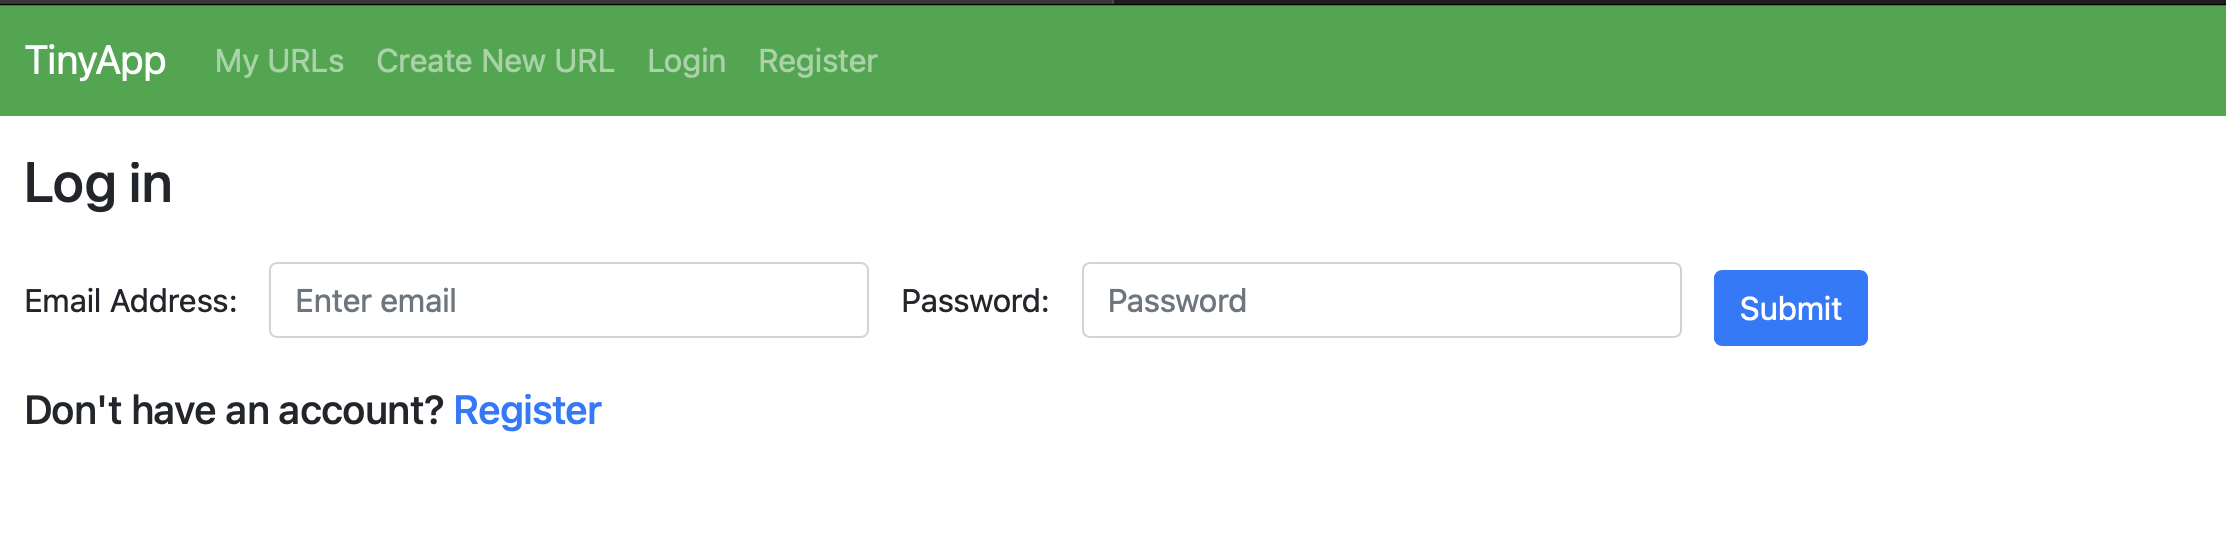 TinyApp My URLs Create New URL Login Register
Log in
Email Address: Enter email Password: Password Submit
Don't have an account? Register